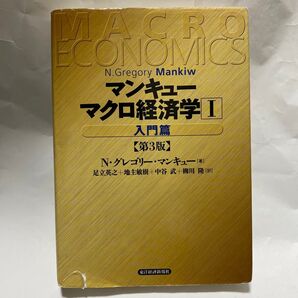 MACRO
ECONOMICS
N.Gregory Mankiw
マンキュー
マクロ経済学 I
入門篇
【第3版】
N・グレゴリー・マンキュー[著]
足立英之+地主敏樹+中谷 武+柳川 隆[訳]
東洋経済新報社